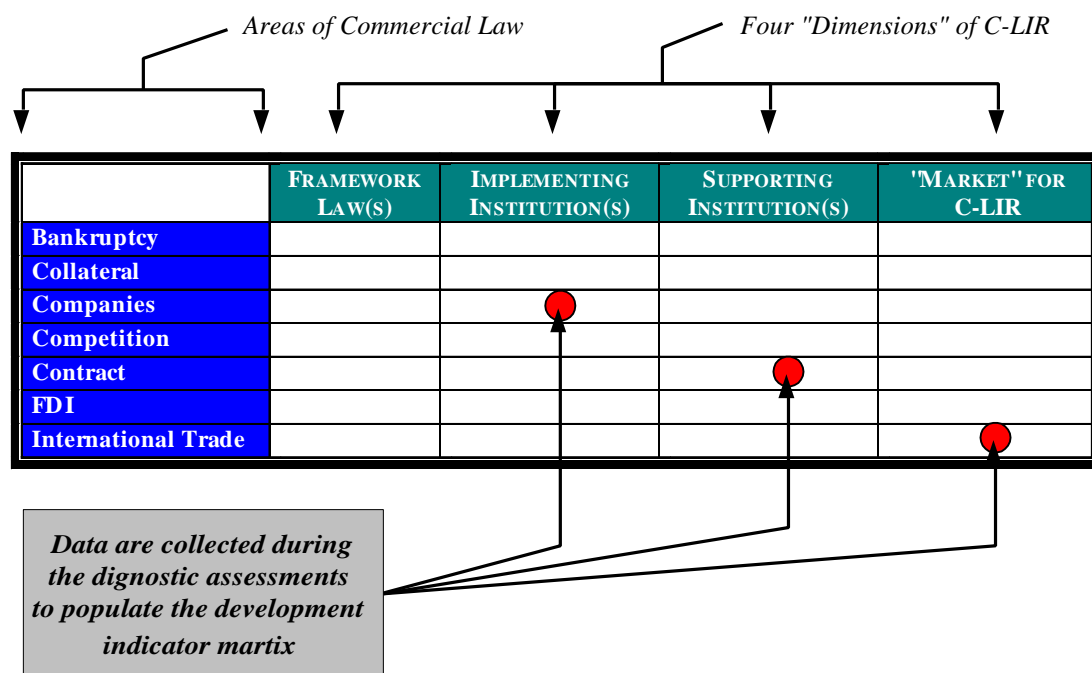 Areas of Commercial Law
Four "Dimensions" of C-LIR
FRAMEWORK LAW(S)
IMPLEMENTING INSTITUTION(S)
SUPPORTING INSTITUTION(S)
"MARKET" FOR C-LIR
Bankruptcy
Collateral
Companies
Competition
Contract
FDI
International Trade
Data are collected during
the dignostic assessments
to populate the development
indicator martix